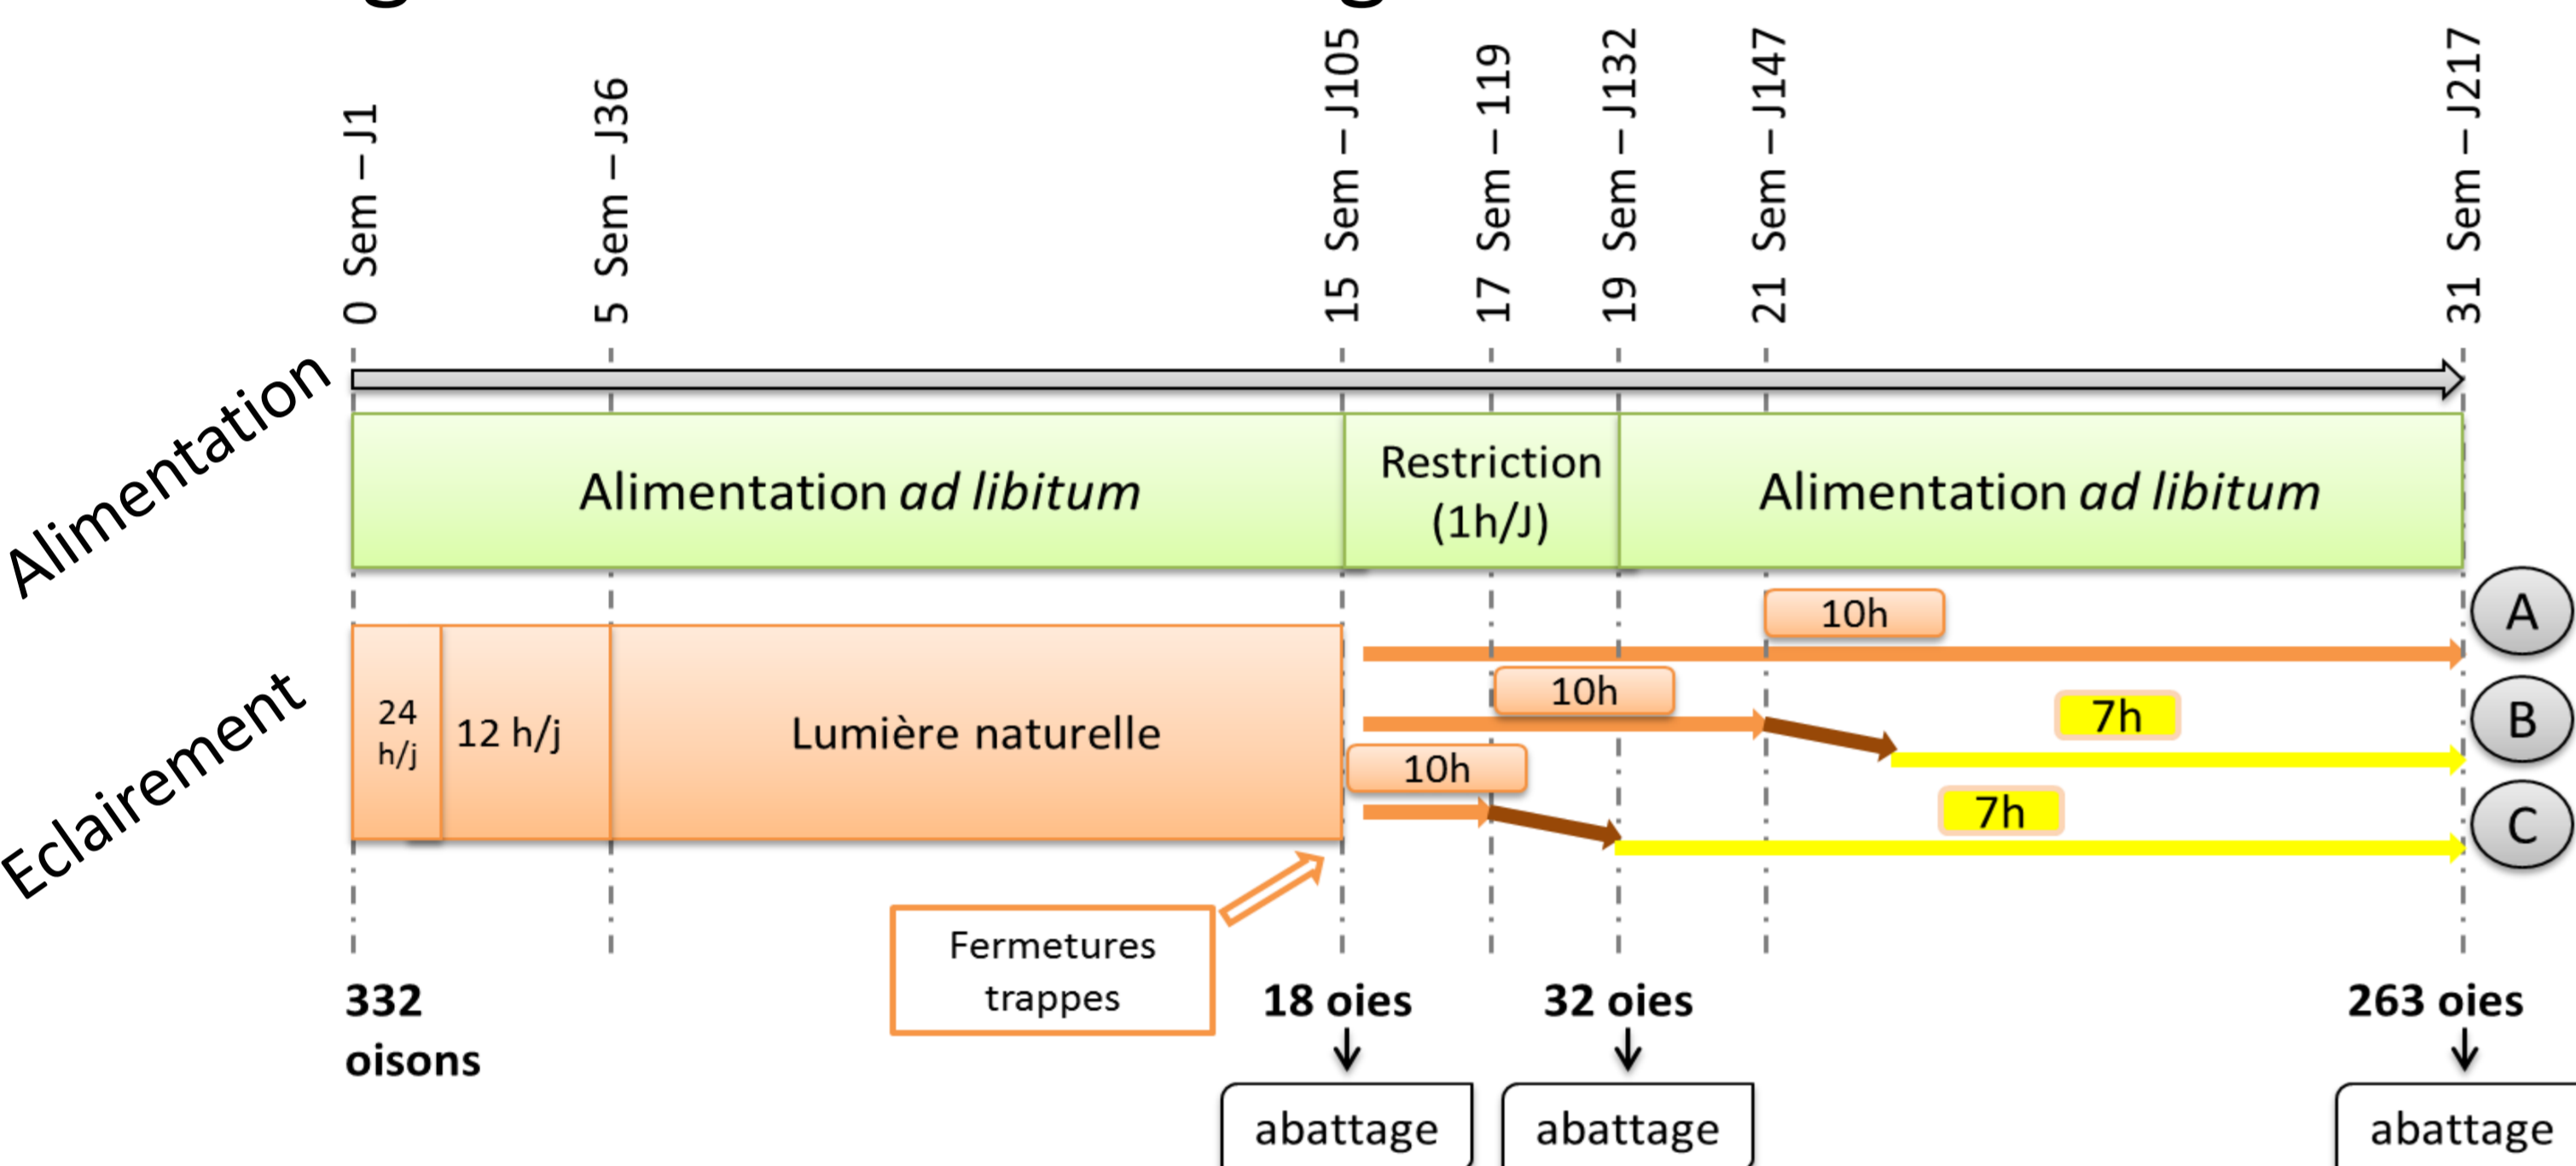 0 Sem – J1
5 Sem – J36
15 Sem – J105
17 Sem – 119
19 Sem – J132
21 Sem – J147
31 Sem – J217
Alimentation
Alimentation ad libitum
Restriction
(1h/J)
Alimentation ad libitum
Eclairement
24
h/j
12 h/j
Lumière naturelle
10h
A
10h
7h
B
10h
7h
C
Fermetures
trappes
332
oisons
18 oies
32 oies
263 oies
abattage
abattage
abattage